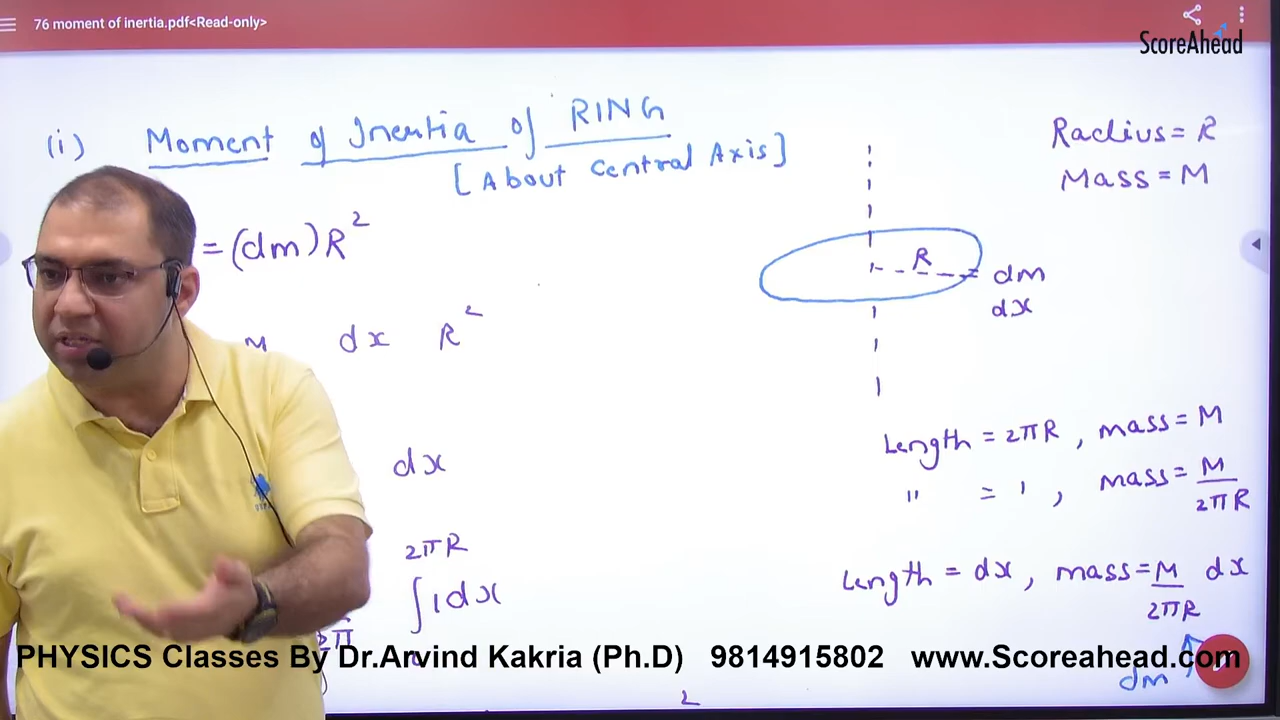 76 moment of inertia.pdf<Read-only>
ScoreAhead
(i) Moment of Inertia of RING
[About Central Axis]
Radius = R
Mass = M
= (dm)R²
R
dm
dx
M dx R²
Length = 2πR, mass = M
" = 1, mass = M/2πR
dx
2πR
∫1dx
Length = dx, mass = M/2πR dx
dm
PHYSICS Classes By Dr.Arvind Kakria (Ph.D) 9814915802 www.Scoreahead.com
2